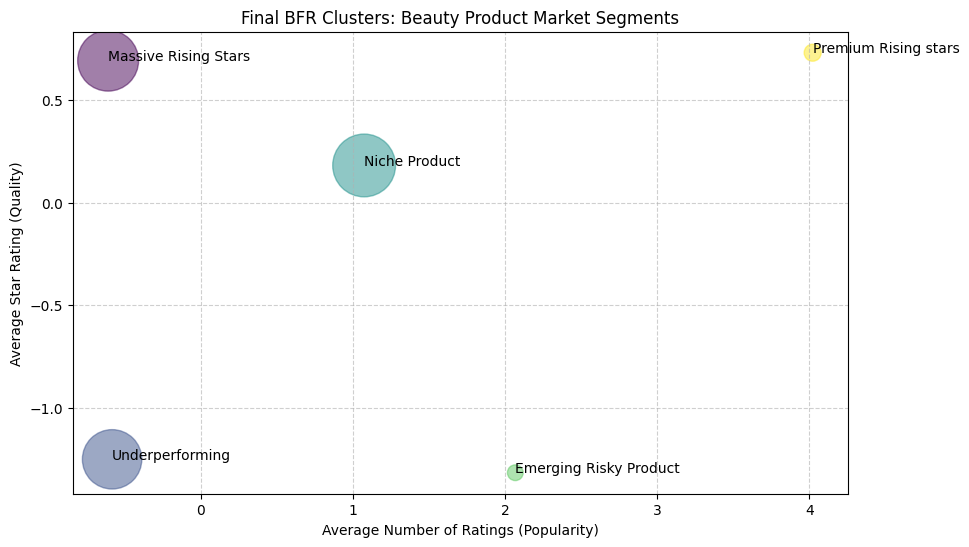 Final BFR Clusters: Beauty Product Market Segments
Massive Rising Stars
Premium Rising stars
Niche Product
Underperforming
Emerging Risky Product
Average Star Rating (Quality)
0.5
0.0
−0.5
−1.0
0
1
2
3
4
Average Number of Ratings (Popularity)